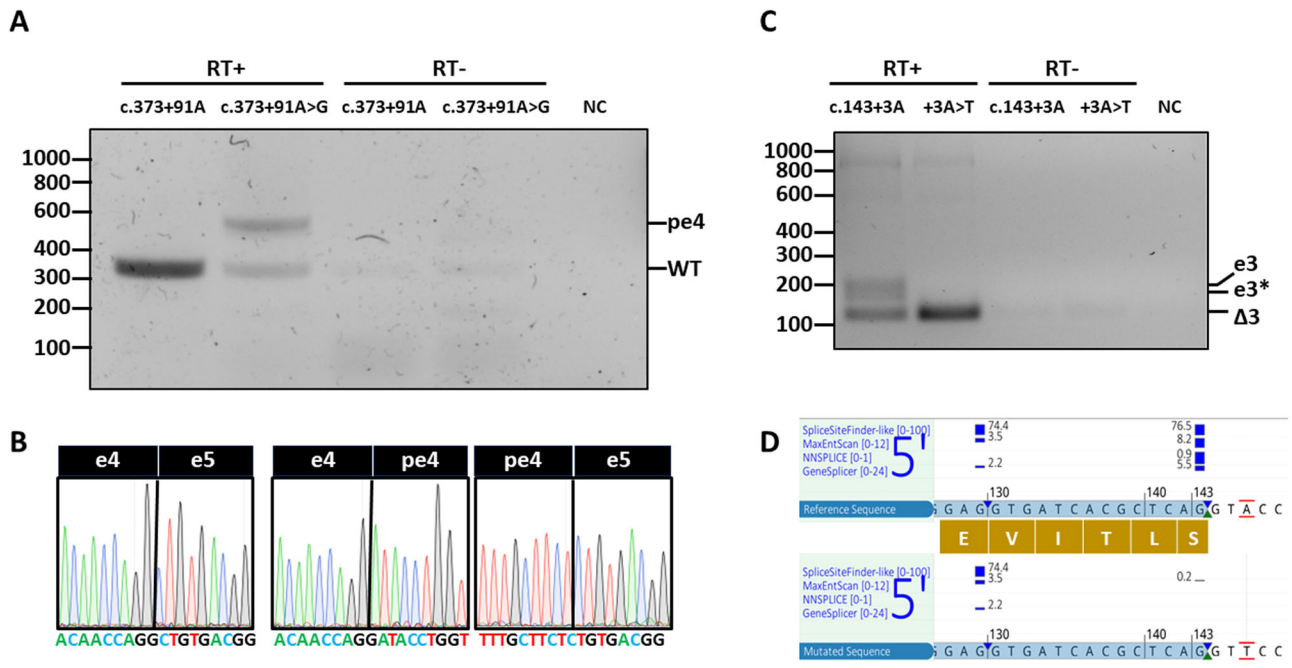 A
RT+ RT-
c.373+91A c.373+91A>G c.373+91A c.373+91A>G NC
1000
800
600
400
300
200
100
pe4
WT
B
e4 e5 e4 pe4 pe4 e5
ACAACCAGGCTGTGACGG ACAACCAGGATACCTGGT TTTGCTTCTCTGTGACGG
C
RT+ RT-
c.143+3A +3A>T c.143+3A +3A>T NC
1000
800
600
400
300
200
100
e3
e3*
Δ3
D
SpliceSiteFinder-like [0-100] 74.4 76.5
MaxEntScan [0-12] 3.5 8.2
NNSPLICE [0-1] 0.9
GeneSplicer [0-24] 2.2 5.5
5'
130 140 143
Reference Sequence GAGGTGATCACGCTCAGGTACC
E V I T L S
SpliceSiteFinder-like [0-100] 74.4
MaxEntScan [0-12] 3.5 0.2
NNSPLICE [0-1]
GeneSplicer [0-24] 2.2
5'
130 140 143
Mutated Sequence GAGGTGATCACGCTCAGGTTCC